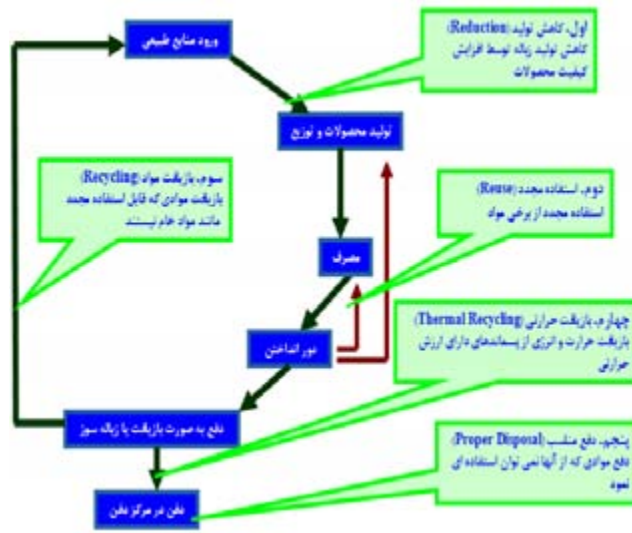 ورود منابع طبیعی
اول، کاهش تولید (Reduction)
کاهش تولید زباله توسط افزایش
کیفیت محصولات
تولید محصولات و توزیع
سوم، بازیافت مواد (Recycling)
بازیافت موادی که قابل استفاده مجدد
مانند مواد خام نیستند
دوم، استفاده مجدد (Reuse)
استفاده مجدد از برخی مواد
مصرف
چهارم، بازیافت حرارتی (Thermal Recycling)
بازیافت حرارت و انرژی از پسماندهای دارای ارزش
حرارتی
دور انداختن
دفع به صورت بازیافت یا زباله سوز
پنجم، دفع مناسب (Proper Disposal)
دفع موادی که از آنها نمی توان استفاده ای
نمود
دفن در مرکز دفن